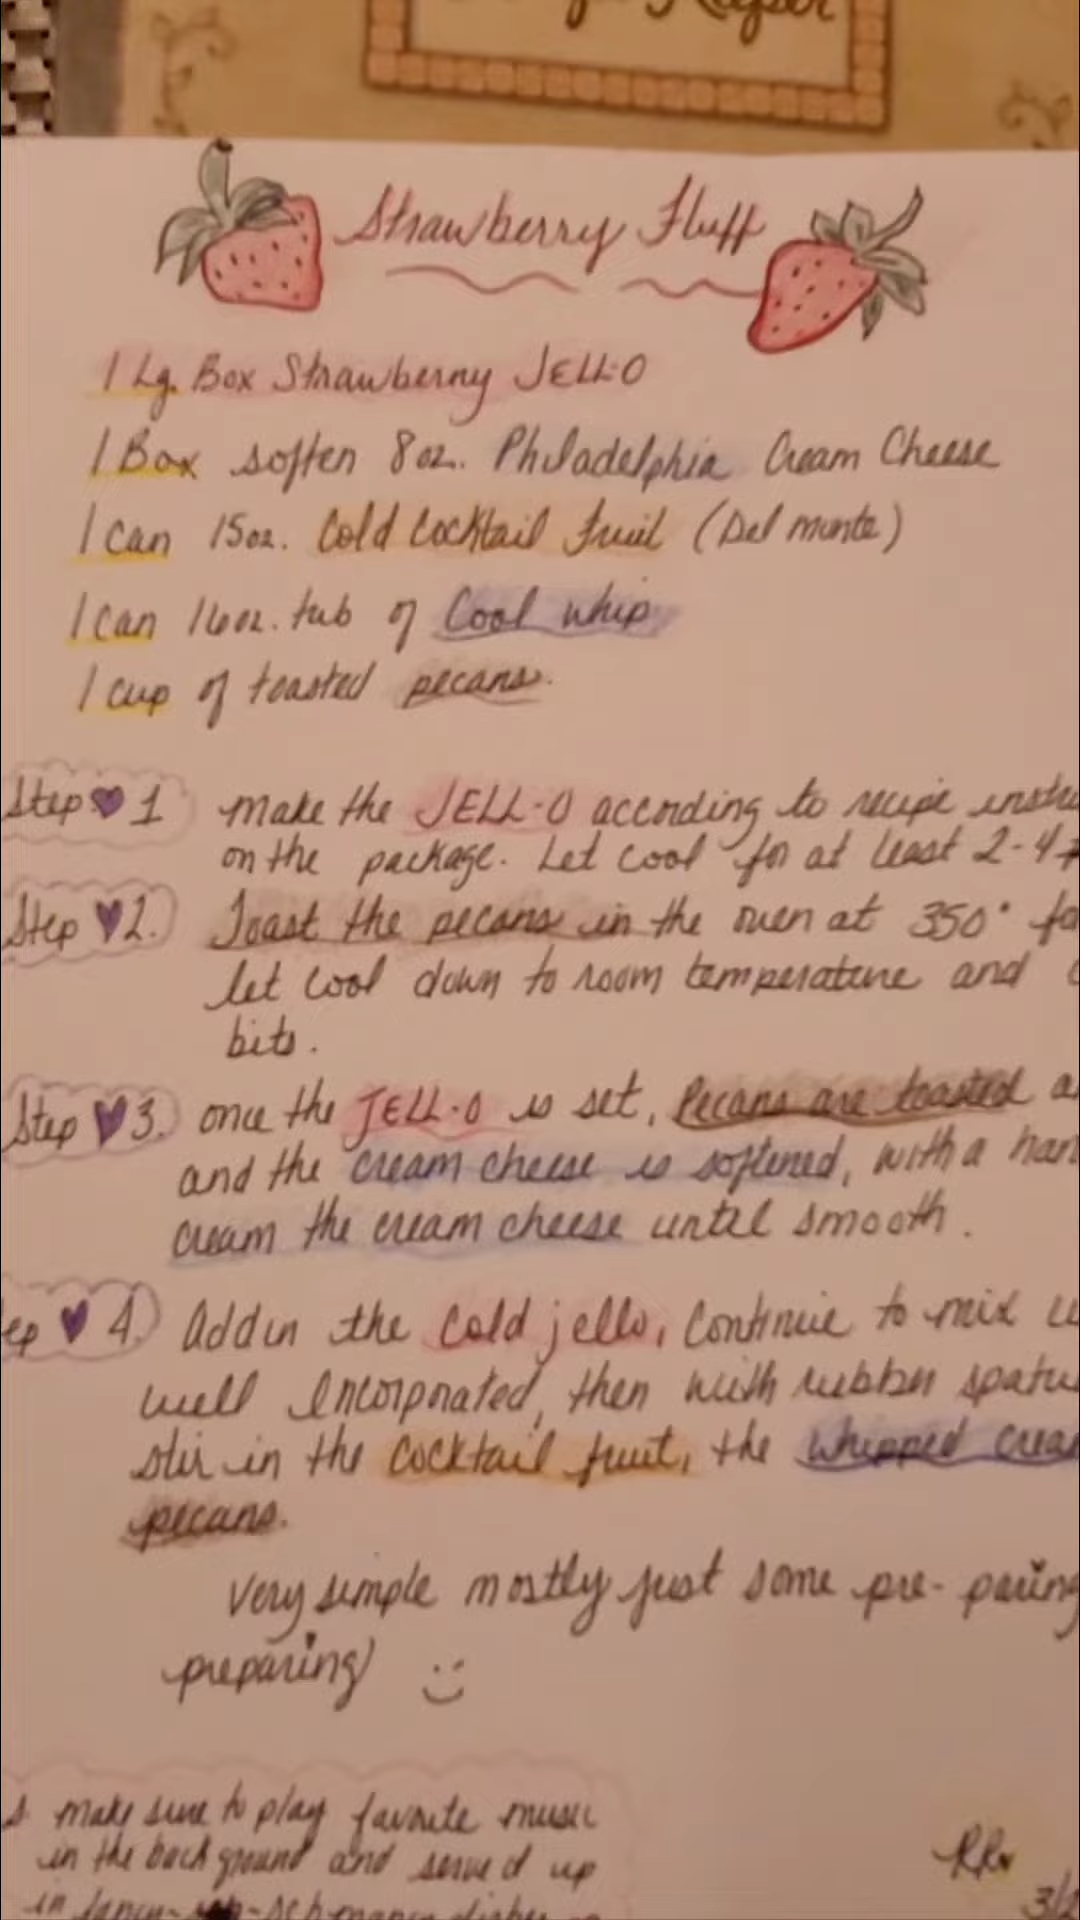 Strawberry Fluff
1 Lg. Box Strawberry JELL-O
1 Box soften 8oz. Philadelphia Cream Cheese
1 can 15oz. Cold Cocktail Fruit (Del munte)
1 can 16oz. tub of Cool whip
1 cup of toasted pecans.
Step 1 make the JELL-O according to recipe
on the package. Let cool for at least 2-4
Step 2. Toast the pecans in the oven at 350°
let cool down to room temperature and
bits.
Step 3. once the JELL-O is set, Pecans are toasted
and the cream cheese is softened, with a
cream the cream cheese until smooth.
4. Add in the cold jello, Continue to mix
well incorporated, then with rubber
stir in the cocktail fruit, the whipped
pecans.
Very simple mostly just some pre-paring
preparing) :)
make sure to play favorite music
in the background and serve'd up
in
RR